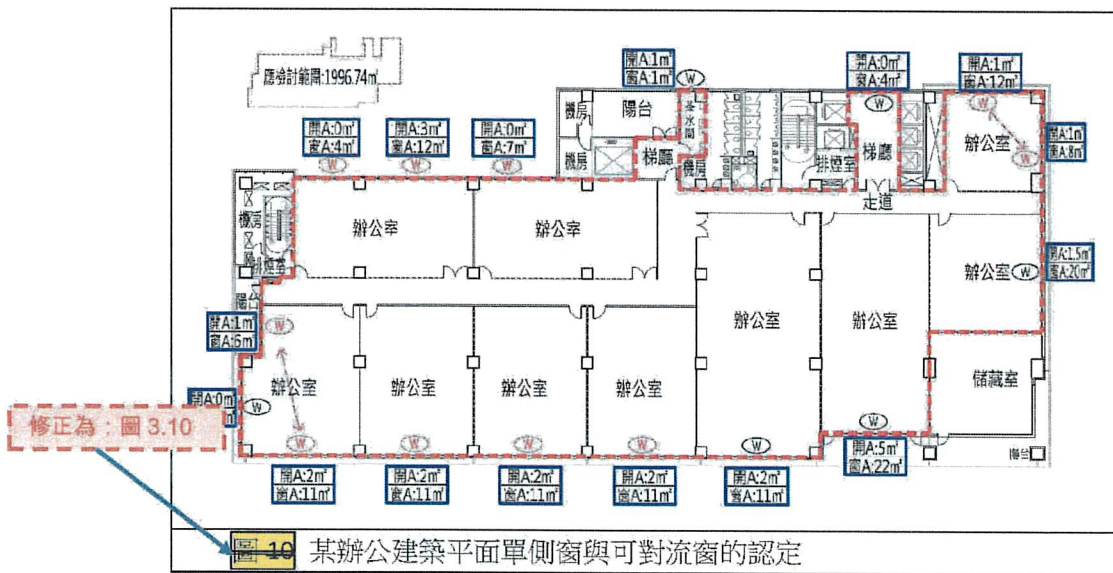 應檢討範圍:1996.74㎡
開A:1㎡
窗A:1㎡
W
開A:0㎡
窗A:4㎡
W
開A:1㎡
窗A:12㎡
W
開A:0㎡
窗A:4㎡
W
開A:3㎡
窗A:12㎡
W
開A:0㎡
窗A:7㎡
W
機房
陽台
茶水間
機房
梯廳
機房
排煙室
梯廳
辦公室
開A:1㎡
窗A:8㎡
W
走道
機房
排煙室
辦公室
辦公室
辦公室
開A:1.5㎡
窗A:20㎡
W
陽台
開A:1㎡
窗A:6㎡
W
辦公室
辦公室
辦公室
辦公室
辦公室
辦公室
儲藏室
開A:0㎡
W
修正為：圖 3.10
W
W
W
W
W
W
開A:2㎡
窗A:11㎡
開A:2㎡
窗A:11㎡
開A:2㎡
窗A:11㎡
開A:2㎡
窗A:11㎡
開A:2㎡
窗A:11㎡
開A:5㎡
窗A:22㎡
陽台
圖 10 某辦公建築平面單側窗與可對流窗的認定